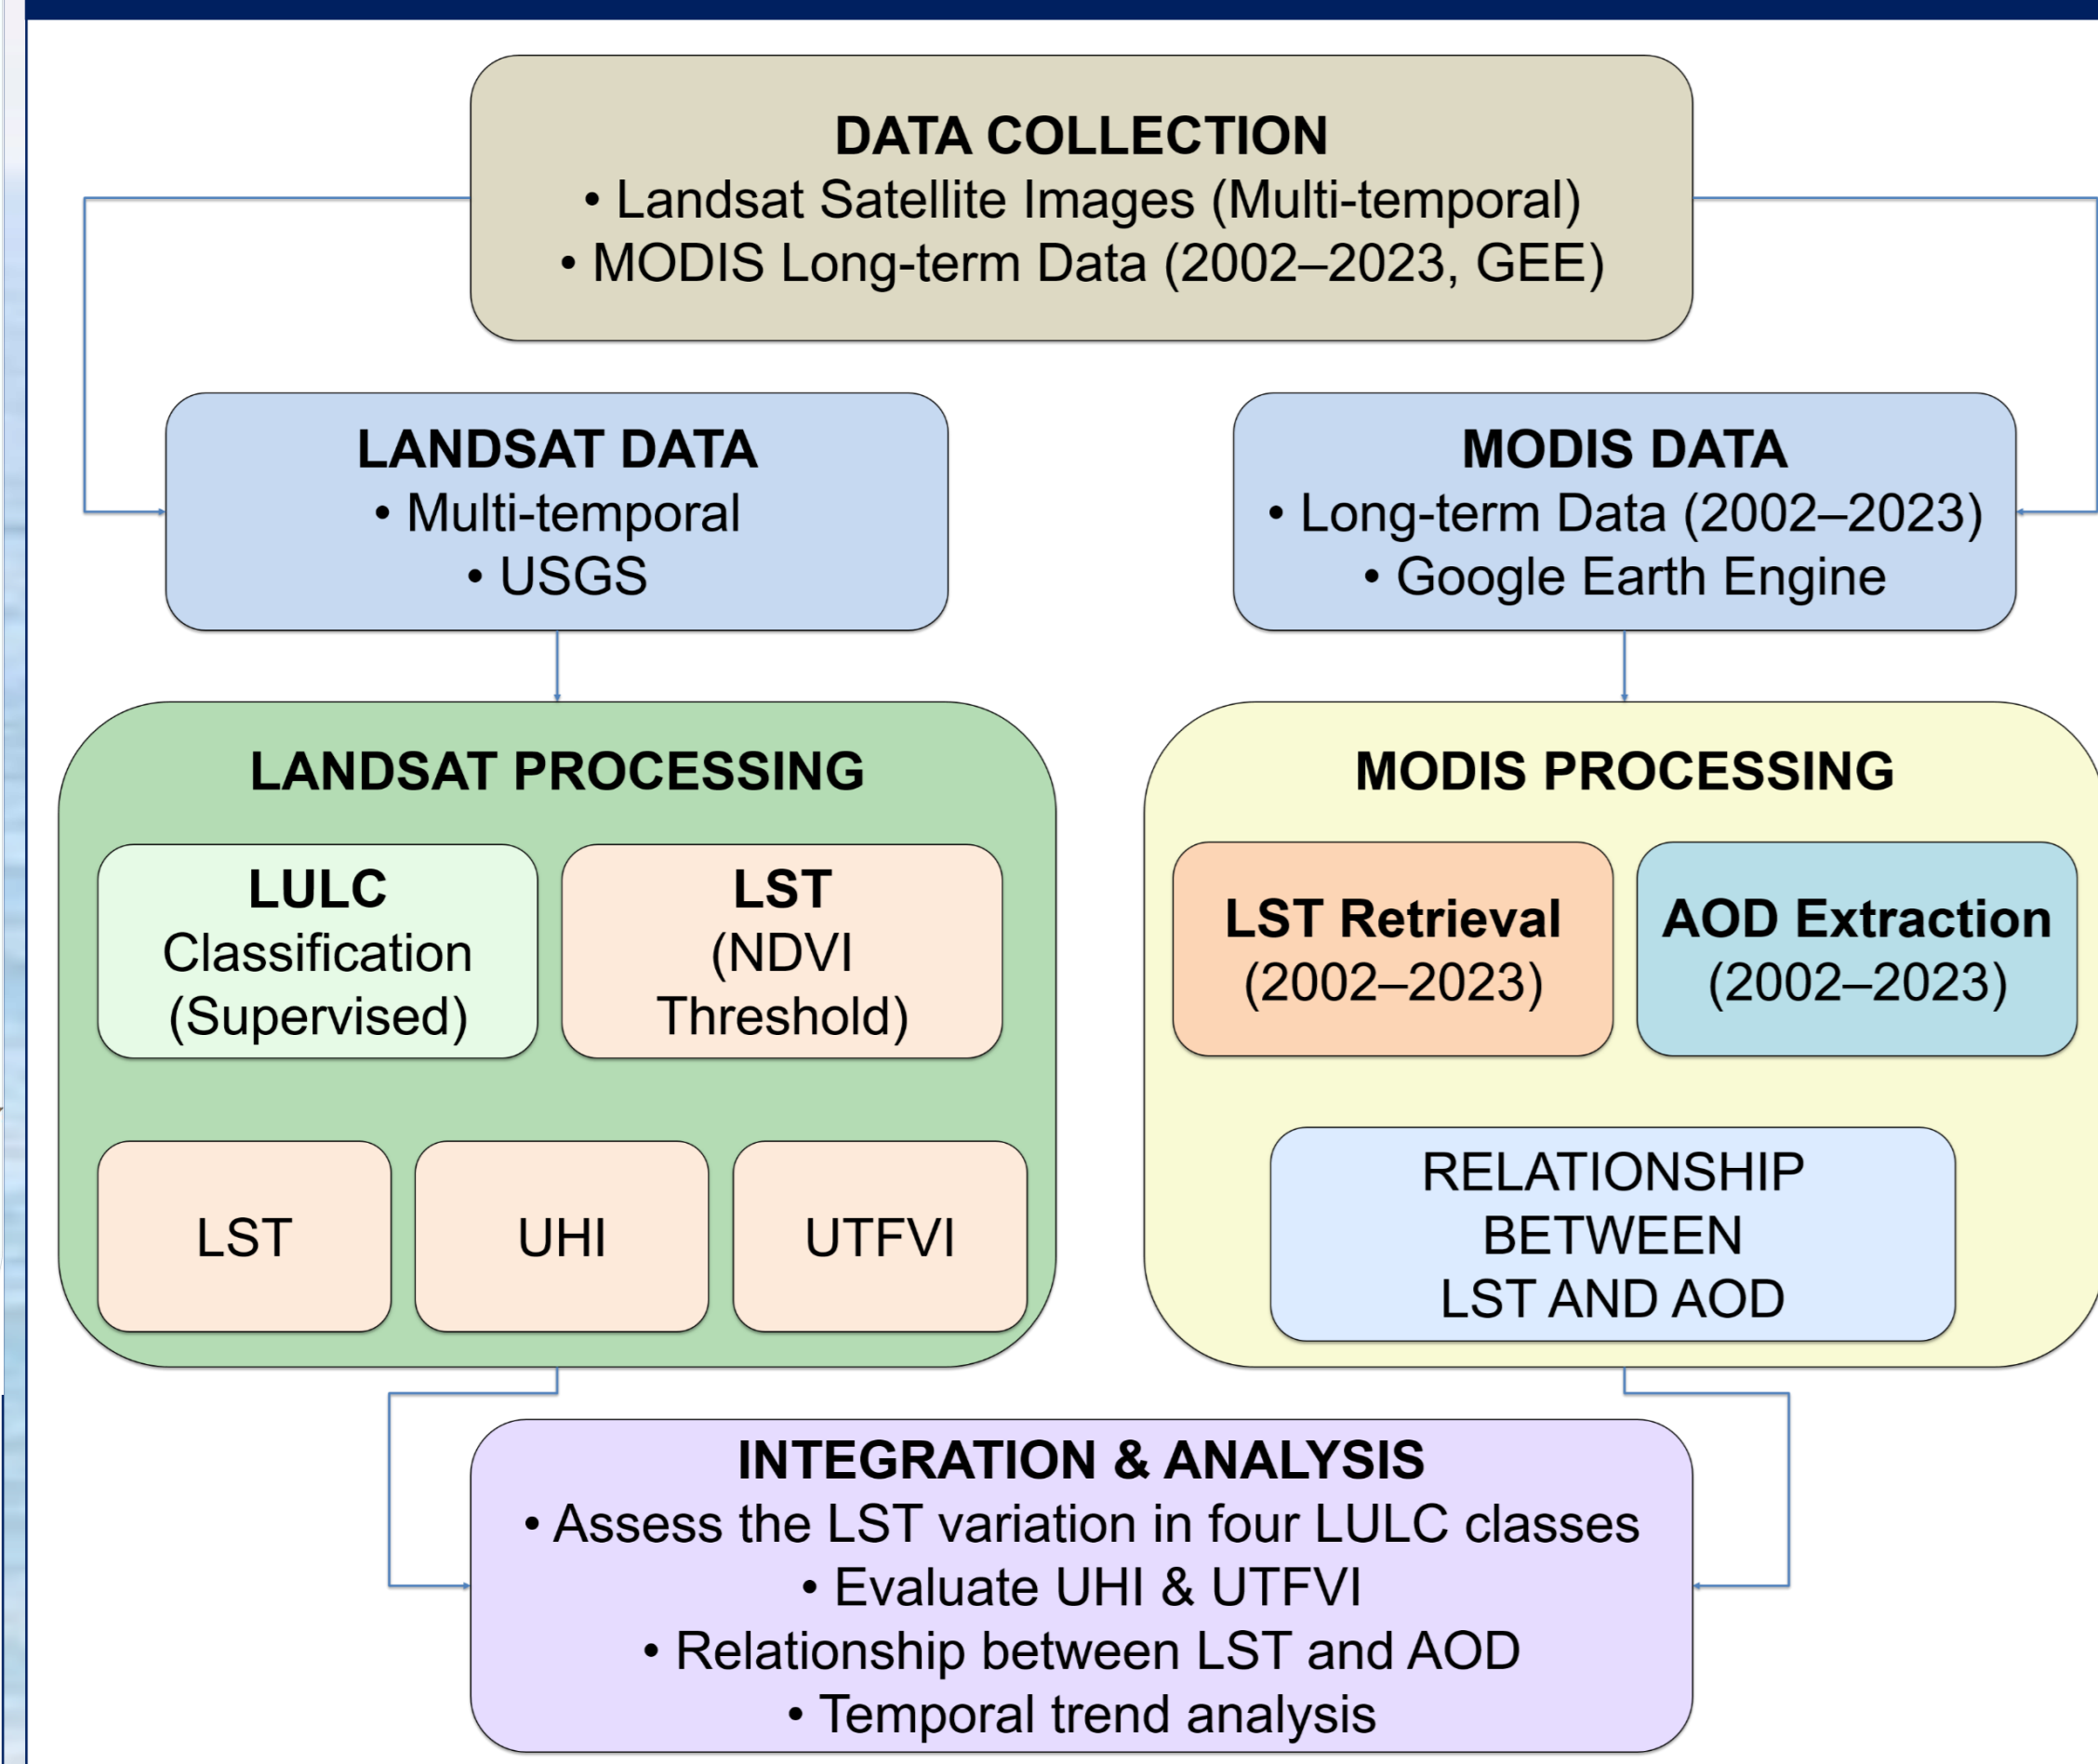 DATA COLLECTION
• Landsat Satellite Images (Multi-temporal)
• MODIS Long-term Data (2002–2023, GEE)
LANDSAT DATA
• Multi-temporal
• USGS
MODIS DATA
• Long-term Data (2002–2023)
• Google Earth Engine
LANDSAT PROCESSING
LULC
Classification
(Supervised)
LST
(NDVI
Threshold)
LST
UHI
UTFVI
MODIS PROCESSING
LST Retrieval
(2002–2023)
AOD Extraction
(2002–2023)
RELATIONSHIP
BETWEEN
LST AND AOD
INTEGRATION & ANALYSIS
• Assess the LST variation in four LULC classes
• Evaluate UHI & UTFVI
• Relationship between LST and AOD
• Temporal trend analysis